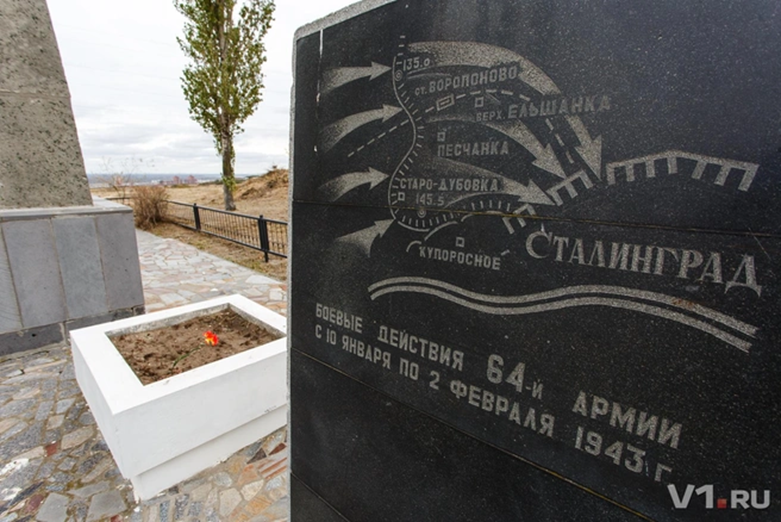 135.0
ст. ВОРОПОНОВО
ВЕРХ. ЕЛЬШАНКА
ПЕСЧАНКА
СТАРО-ДУБОВКА
145.5
КУПОРОСНОЕ
СТАЛИНГРАД
БОЕВЫЕ ДЕЙСТВИЯ 64-й АРМИИ
С 10 ЯНВАРЯ ПО 2 ФЕВРАЛЯ 1943 Г
V1.RU